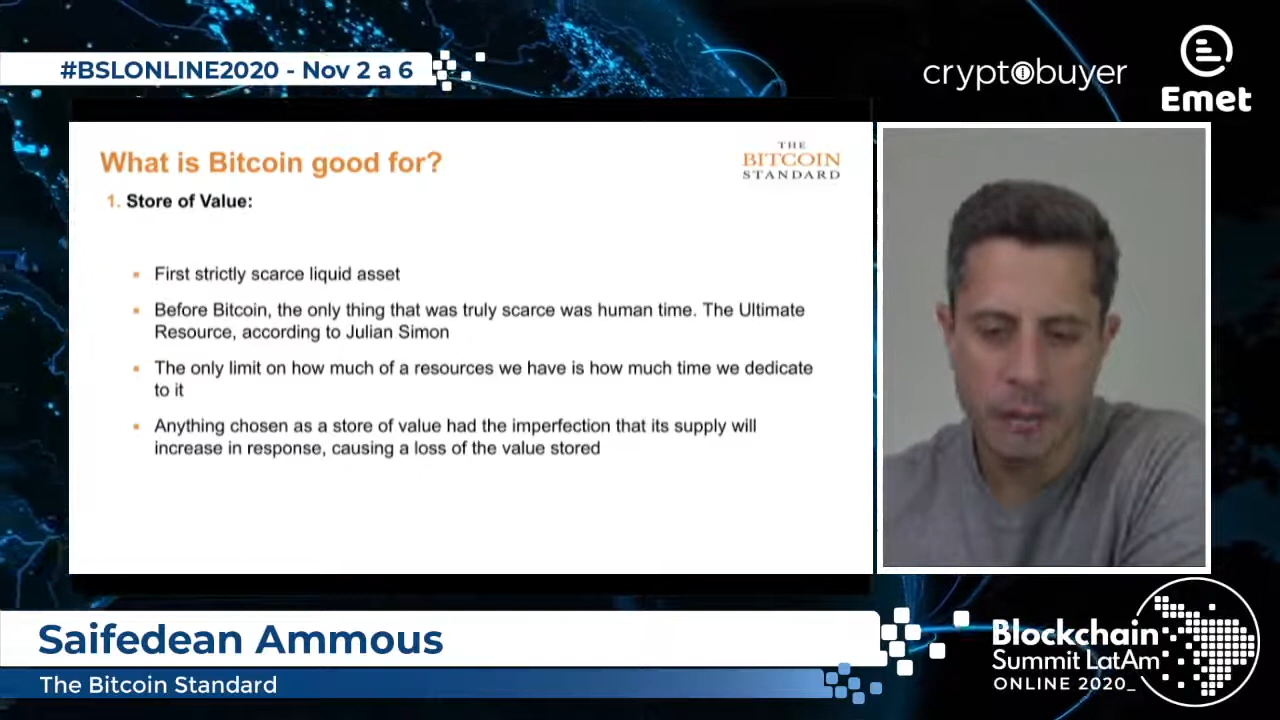 #BSLONLINE2020 - Nov 2 a 6
cryptobuyer
Emet
What is Bitcoin good for?
THE
BITCOIN
STANDARD
1. Store of Value:
▪ First strictly scarce liquid asset
▪ Before Bitcoin, the only thing that was truly scarce was human time. The Ultimate
Resource, according to Julian Simon
▪ The only limit on how much of a resources we have is how much time we dedicate
to it
▪ Anything chosen as a store of value had the imperfection that its supply will
increase in response, causing a loss of the value stored
Saifedean Ammous
The Bitcoin Standard
Blockchain
Summit LatAm
ONLINE 2020_